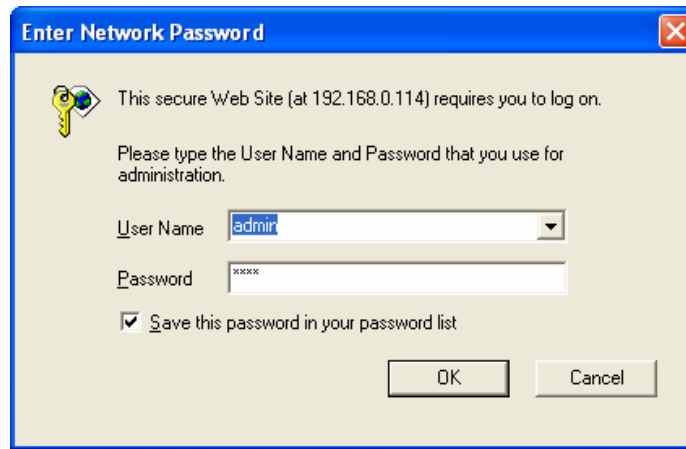 Enter Network Password
This secure Web Site (at 192.168.0.114) requires you to log on.
Please type the User Name and Password that you use for
administration.
User Name admin
Password ****
Save this password in your password list
OK Cancel